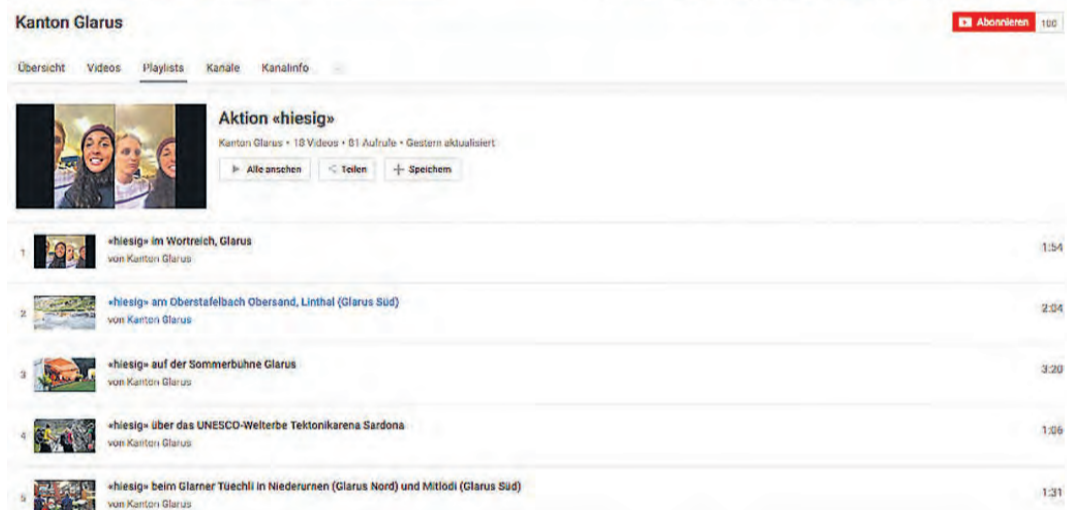 Kanton Glarus
Abonnieren 100
Übersicht Videos Playlists Kanäle Kanalinfo
Aktion «hiesig»
Kanton Glarus • 18 Videos • 81 Aufrufe • Gestern aktualisiert
Alle ansehen Teilen Speichern
1 «hiesig» im Wortreich, Glarus 1:54
von Kanton Glarus
2 «hiesig» am Oberstafelbach Obersand, Linthal (Glarus Süd) 2:04
von Kanton Glarus
3 «hiesig» auf der Sommerbühne Glarus 3:20
von Kanton Glarus
4 «hiesig» über das UNESCO-Welterbe Tektonikarena Sardona 1:06
von Kanton Glarus
5 «hiesig» beim Glarner Tüechli in Niederurnen (Glarus Nord) und Mitlödi (Glarus Süd) 1:31
von Kanton Glarus